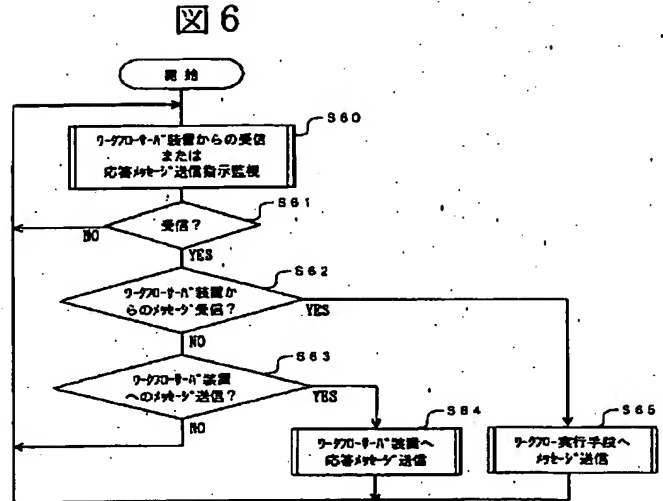 図６
開 始
S60
ﾜｰｸﾌﾛｰｻｰﾊﾞ装置からの受信
または
応答ﾒｯｾｰｼﾞ送信指示監視
S61
受信？
NO
YES
S62
ﾜｰｸﾌﾛｰｻｰﾊﾞ装置か
らのﾒｯｾｰｼﾞ受信？
YES
NO
S63
ﾜｰｸﾌﾛｰｻｰﾊﾞ装置
へのﾒｯｾｰｼﾞ送信？
YES
NO
S64
ﾜｰｸﾌﾛｰｻｰﾊﾞ装置へ
応答ﾒｯｾｰｼﾞ送信
S65
ﾜｰｸﾌﾛｰ実行手段へ
ﾒｯｾｰｼﾞ送信